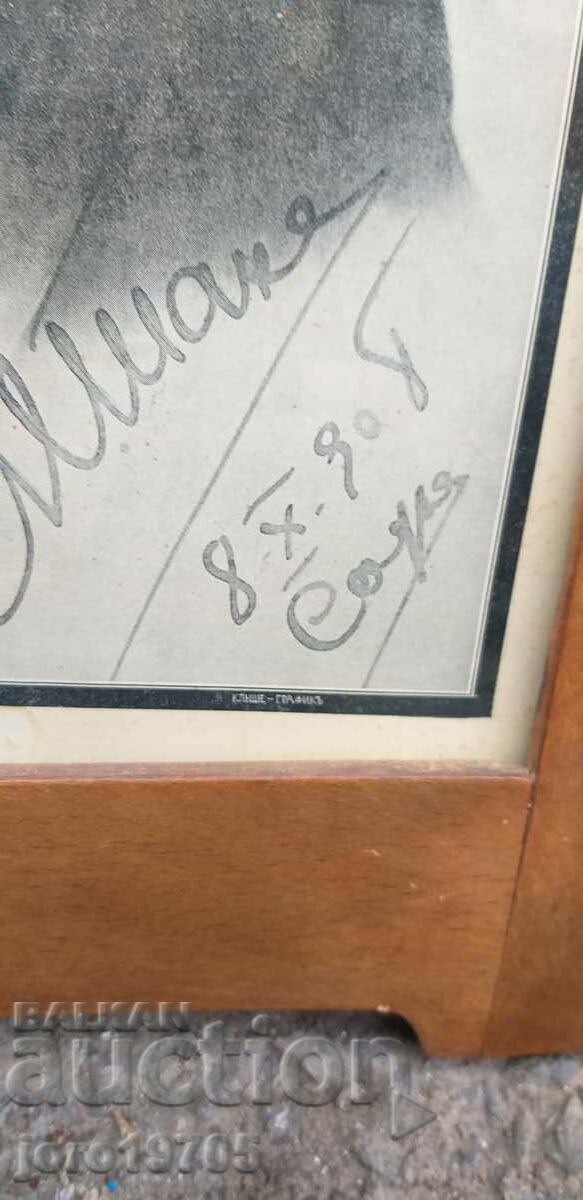 8-X-908
София
КЛИШЕ-ГРАФИКЪ
BALKAN
auction
joro19705